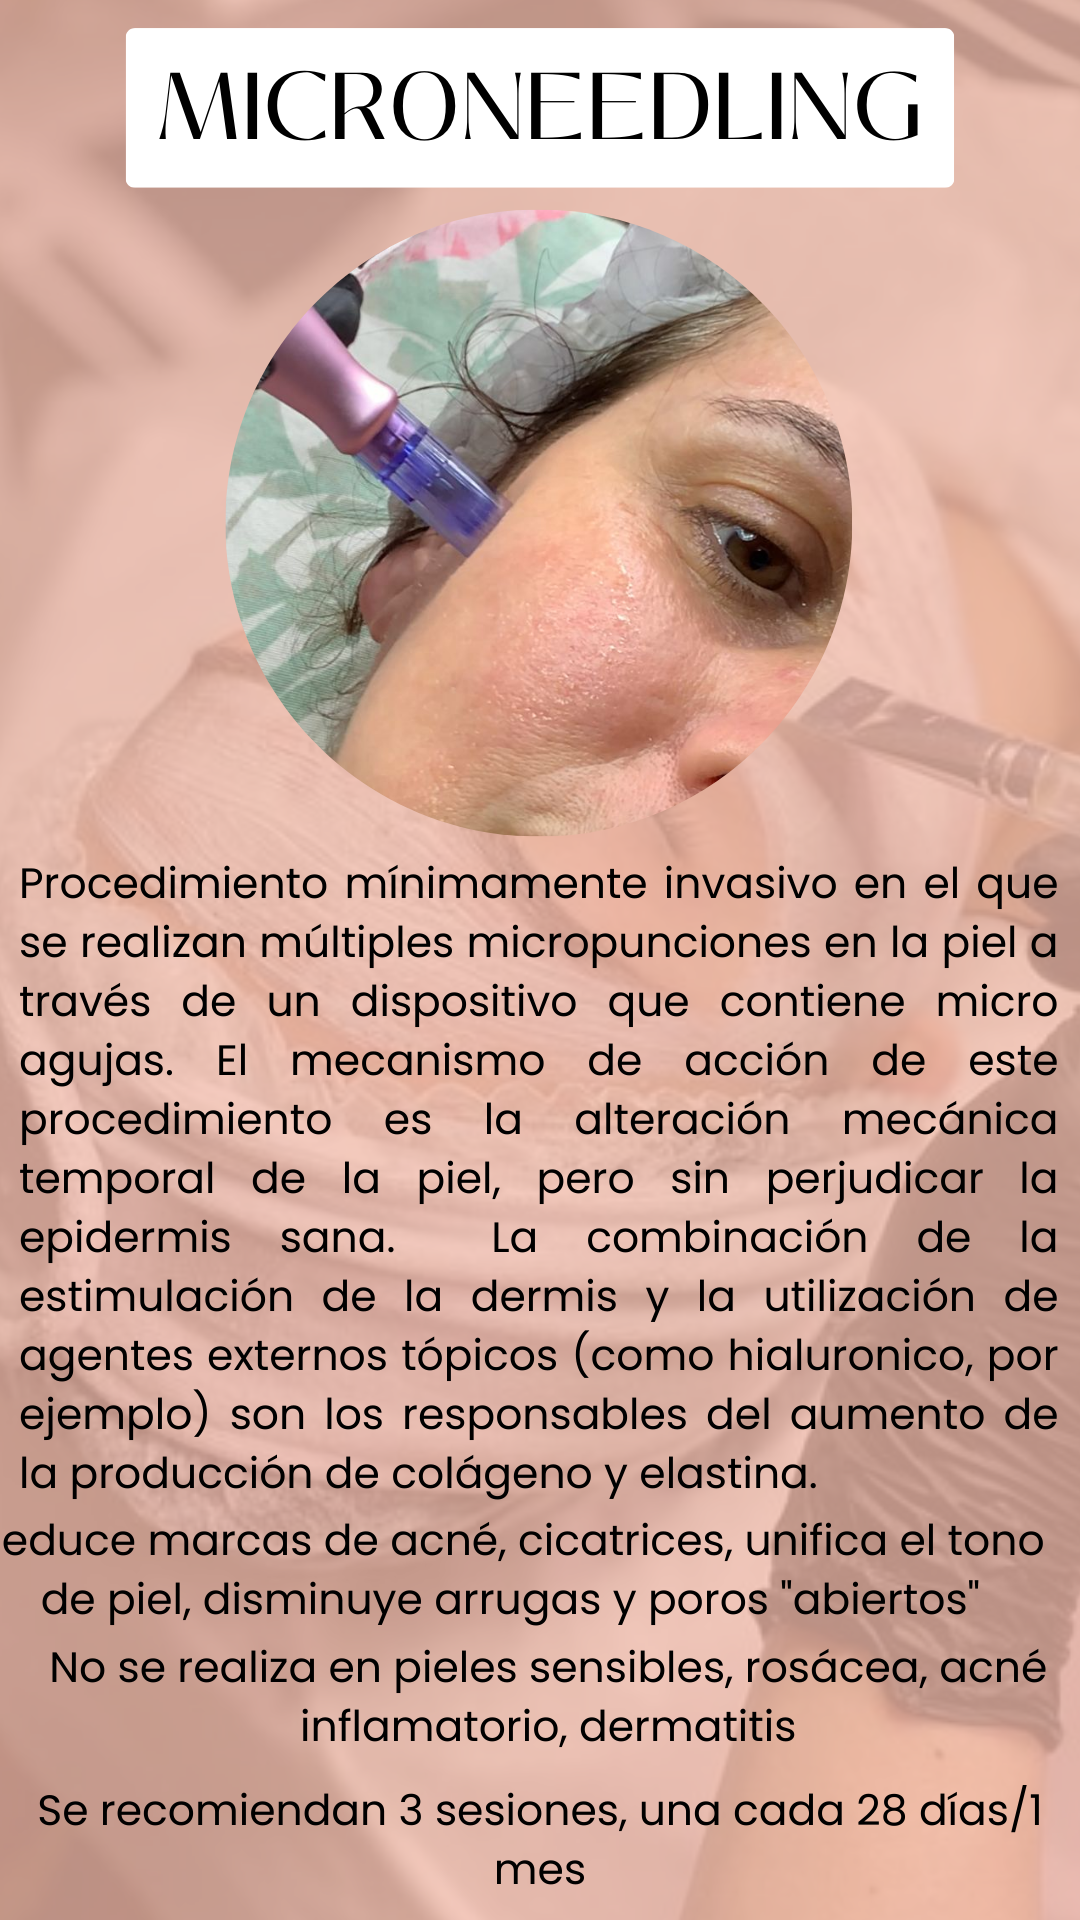 MICRONEEDLING
Procedimiento mínimamente invasivo en el que
se realizan múltiples micropunciones en la piel a
través de un dispositivo que contiene micro
agujas. El mecanismo de acción de este
procedimiento es la alteración mecánica
temporal de la piel, pero sin perjudicar la
epidermis sana. La combinación de la
estimulación de la dermis y la utilización de
agentes externos tópicos (como hialuronico, por
ejemplo) son los responsables del aumento de
la producción de colágeno y elastina.
educe marcas de acné, cicatrices, unifica el tono
de piel, disminuye arrugas y poros "abiertos"
No se realiza en pieles sensibles, rosácea, acné
inflamatorio, dermatitis
Se recomiendan 3 sesiones, una cada 28 días/1
mes